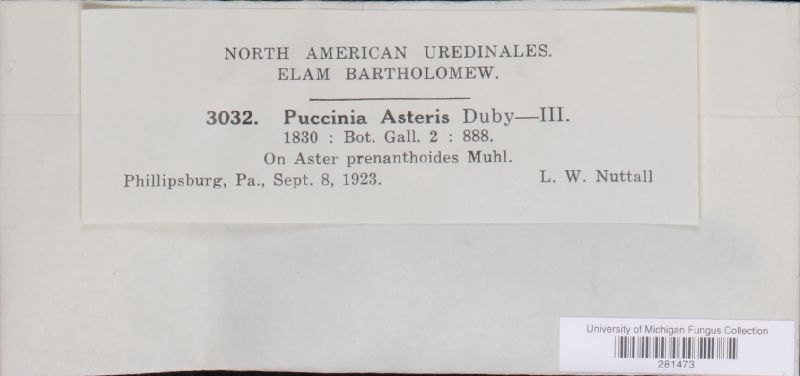 NORTH AMERICAN UREDINALES.
ELAM BARTHOLOMEW.
3032. Puccinia Asteris Duby—III.
1830 : Bot. Gall. 2 : 888.
On Aster prenanthoides Muhl.
Phillipsburg, Pa., Sept. 8, 1923. L. W. Nuttall
University of Michigan Fungus Collection
281473